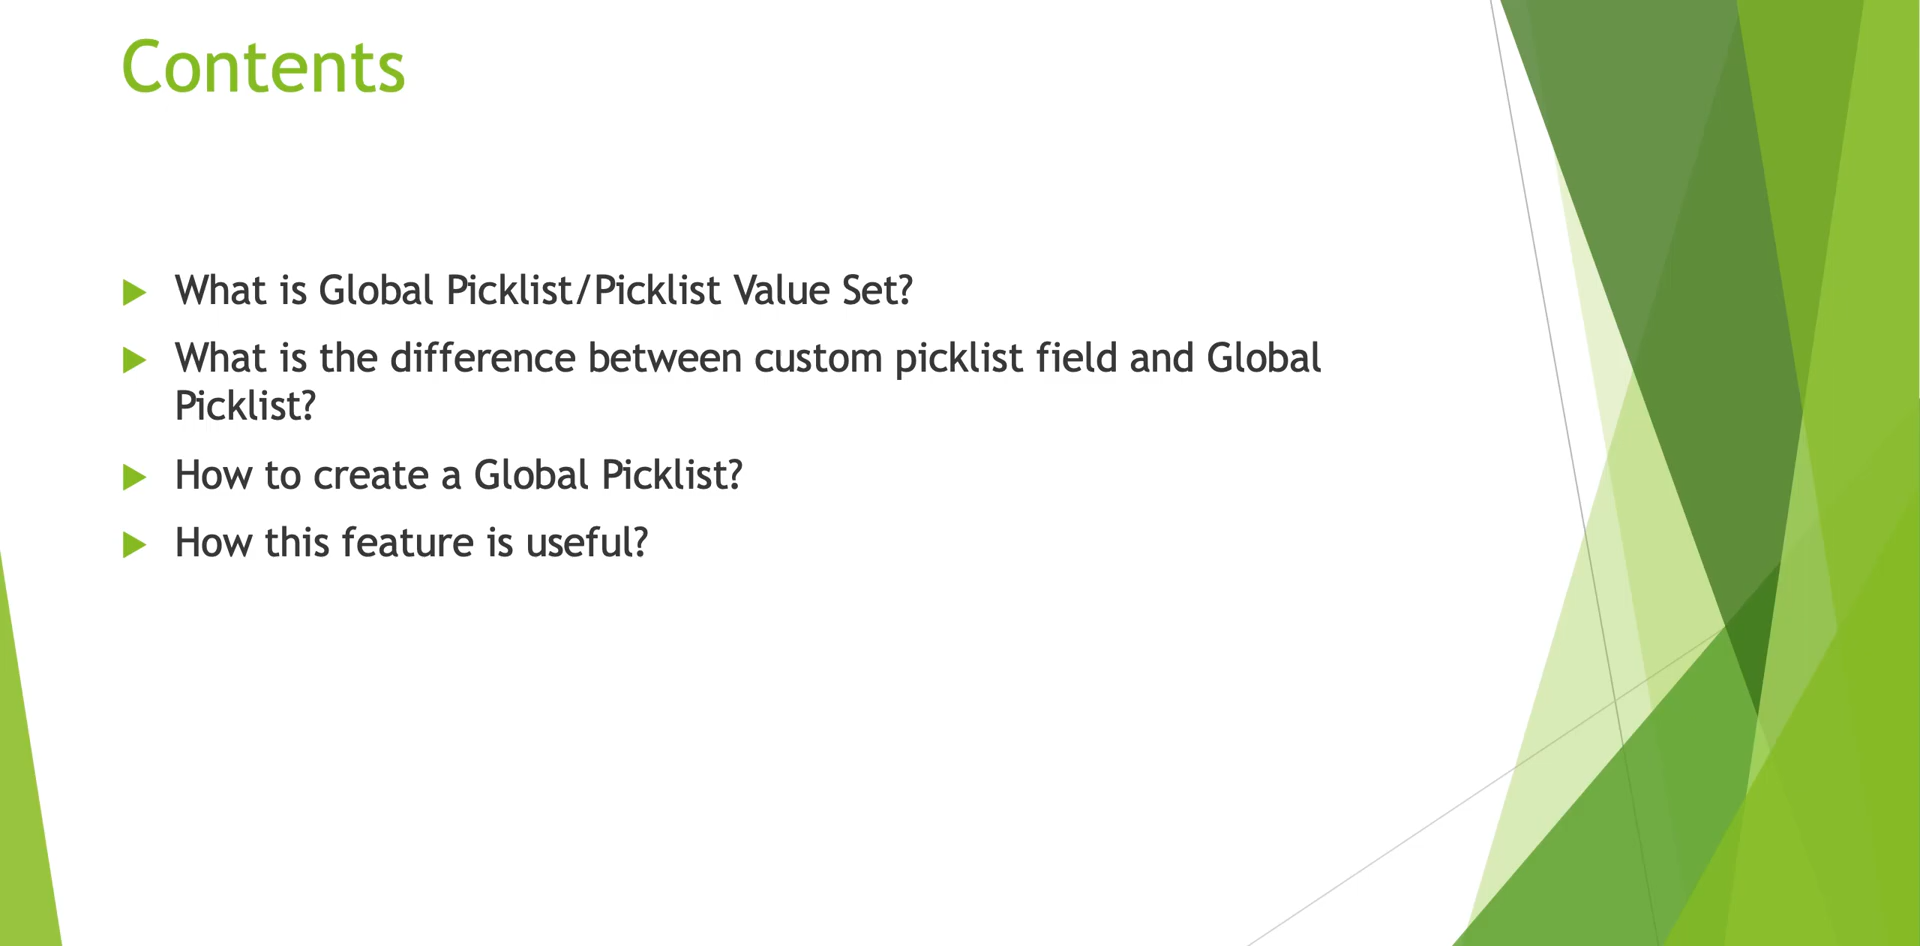 Contents
What is Global Picklist/Picklist Value Set?
What is the difference between custom picklist field and Global
Picklist?
How to create a Global Picklist?
How this feature is useful?